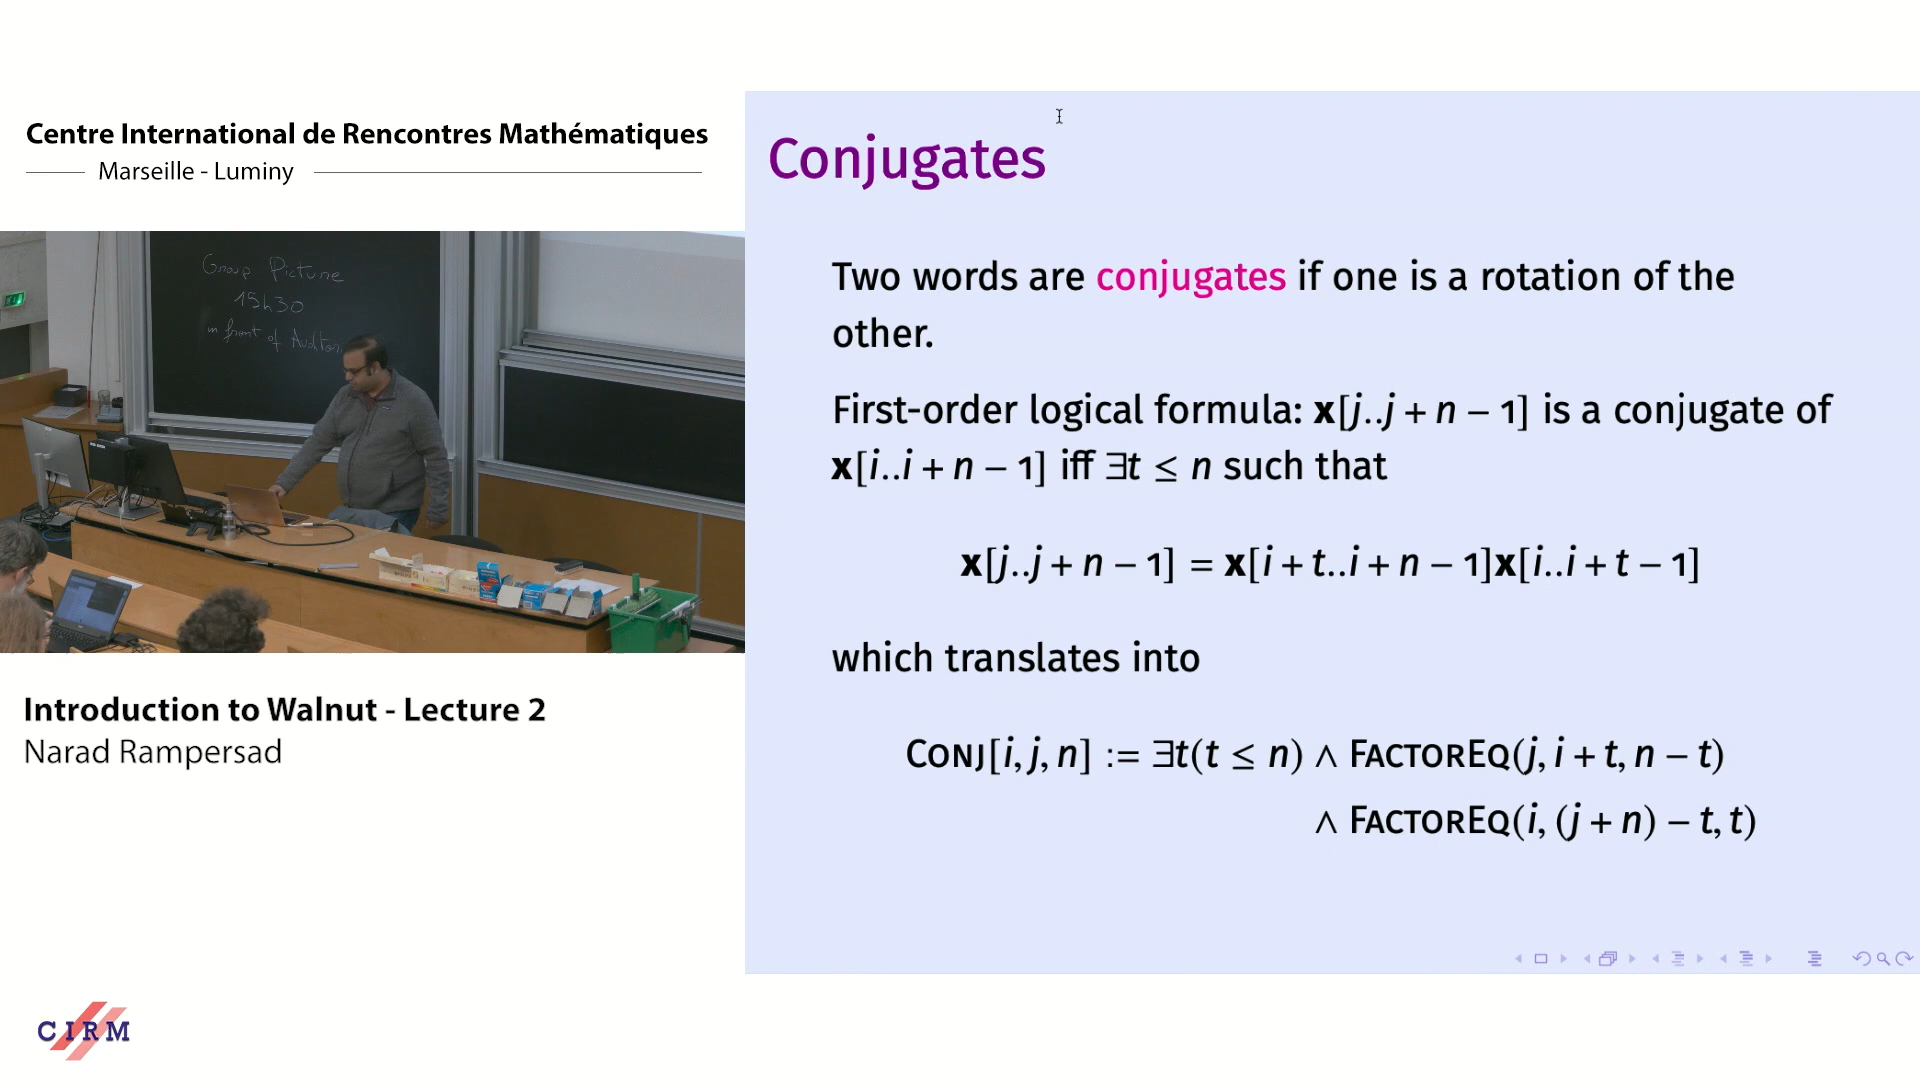 Centre International de Rencontres Mathématiques
Marseille - Luminy
Group Picture
15h30
in front of
Introduction to Walnut - Lecture 2
Narad Rampersad
CIRM
Conjugates
Two words are conjugates if one is a rotation of the
other.
First-order logical formula: x[j..j + n − 1] is a conjugate of
x[i..i + n − 1] iff ∃t ≤ n such that
x[j..j + n − 1] = x[i + t..i + n − 1]x[i..i + t − 1]
which translates into
CONJ[i, j, n] := ∃t(t ≤ n) ∧ FACTOREQ(j, i + t, n − t)
∧ FACTOREQ(i, (j + n) − t, t)